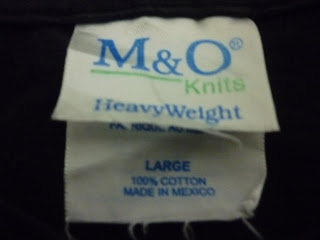 M&O®
Knits
HeavyWeight
LARGE
100% COTTON
MADE IN MEXICO